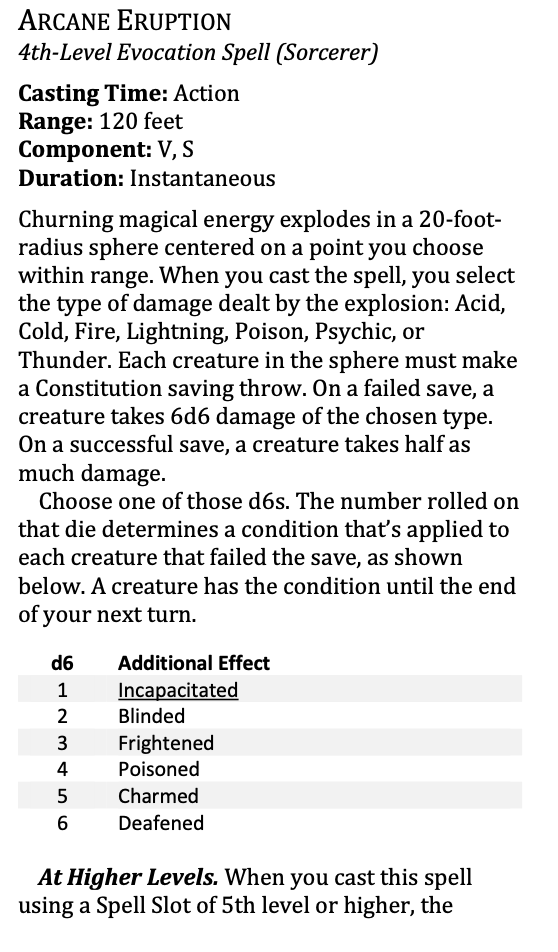 ARCANE ERUPTION
4th-Level Evocation Spell (Sorcerer)
Casting Time: Action
Range: 120 feet
Component: V, S
Duration: Instantaneous
Churning magical energy explodes in a 20-foot-
radius sphere centered on a point you choose
within range. When you cast the spell, you select
the type of damage dealt by the explosion: Acid,
Cold, Fire, Lightning, Poison, Psychic, or
Thunder. Each creature in the sphere must make
a Constitution saving throw. On a failed save, a
creature takes 6d6 damage of the chosen type.
On a successful save, a creature takes half as
much damage.
Choose one of those d6s. The number rolled on
that die determines a condition that’s applied to
each creature that failed the save, as shown
below. A creature has the condition until the end
of your next turn.
d6 Additional Effect
1 Incapacitated
2 Blinded
3 Frightened
4 Poisoned
5 Charmed
6 Deafened
At Higher Levels. When you cast this spell
using a Spell Slot of 5th level or higher, the